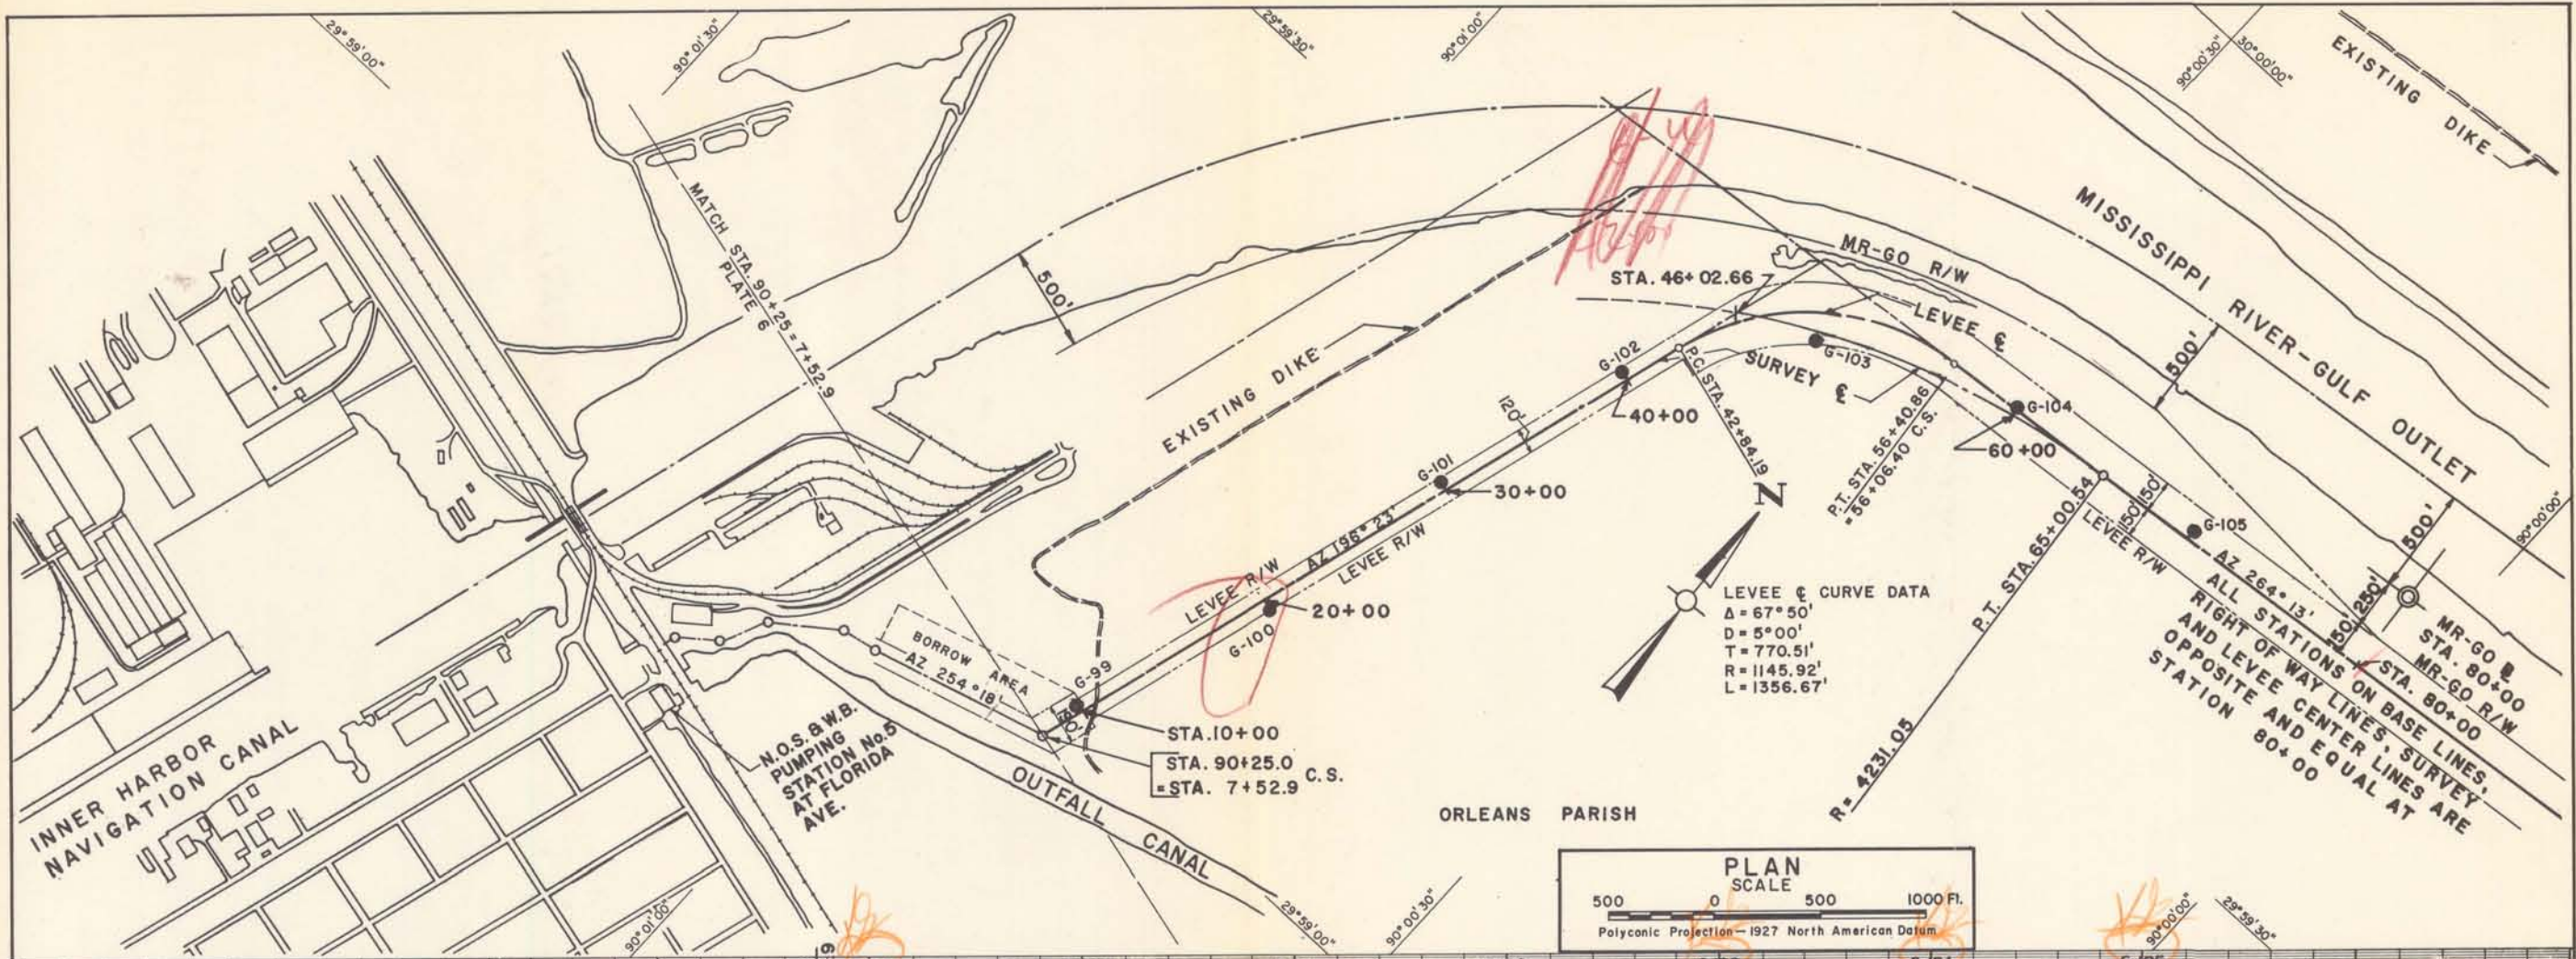 29°59'00"
90°01'30"
29°59'30"
90°01'00"
90°00'30"
30°00'00"
EXISTING DIKE
MATCH STA. 90+25 = 7+52.9
PLATE 6
500'
MISSISSIPPI RIVER-GULF OUTLET
MR-GO R/W
STA. 46+02.66
LEVEE ℄
G-102
G-103
SURVEY ℄
500'
EXISTING DIKE
P.C. STA. 42+84.19
40+00
120'
G-104
60+00
P.T. STA. 56+40.86
= 56+06.40 C.S.
G-101
30+00
N
150' 150'
LEVEE R/W
G-105
500'
90°00'00"
AZ 196° 23'
LEVEE R/W
LEVEE R/W
20+00
G-100
P.T. STA. 65+00.54
R = 4231.05
AZ 264° 13'
ALL STATIONS ON BASE LINES,
RIGHT OF WAY LINES, SURVEY
AND LEVEE CENTER LINES ARE
OPPOSITE AND EQUAL AT
STATION 80+00
150' 250'
MR-GO ⅊
STA. 80+00
MR-GO R/W
STA. 80+00
LEVEE ℄ CURVE DATA
Δ = 67°50'
D = 5°00'
T = 770.51'
R = 1145.92'
L = 1356.67'
BORROW AREA
AZ 254°18'
G-99
STA. 10+00
STA. 90+25.0
= STA. 7+52.9 C.S.
N.O.S. & W.B.
PUMPING
STATION No.5
AT FLORIDA
AVE.
OUTFALL CANAL
INNER HARBOR
NAVIGATION CANAL
ORLEANS PARISH
PLAN
SCALE
500 0 500 1000 Ft.
Polyconic Projection—1927 North American Datum
90°01'00"
29°59'00"
90°00'30"
90°00'00"
29°59'30"